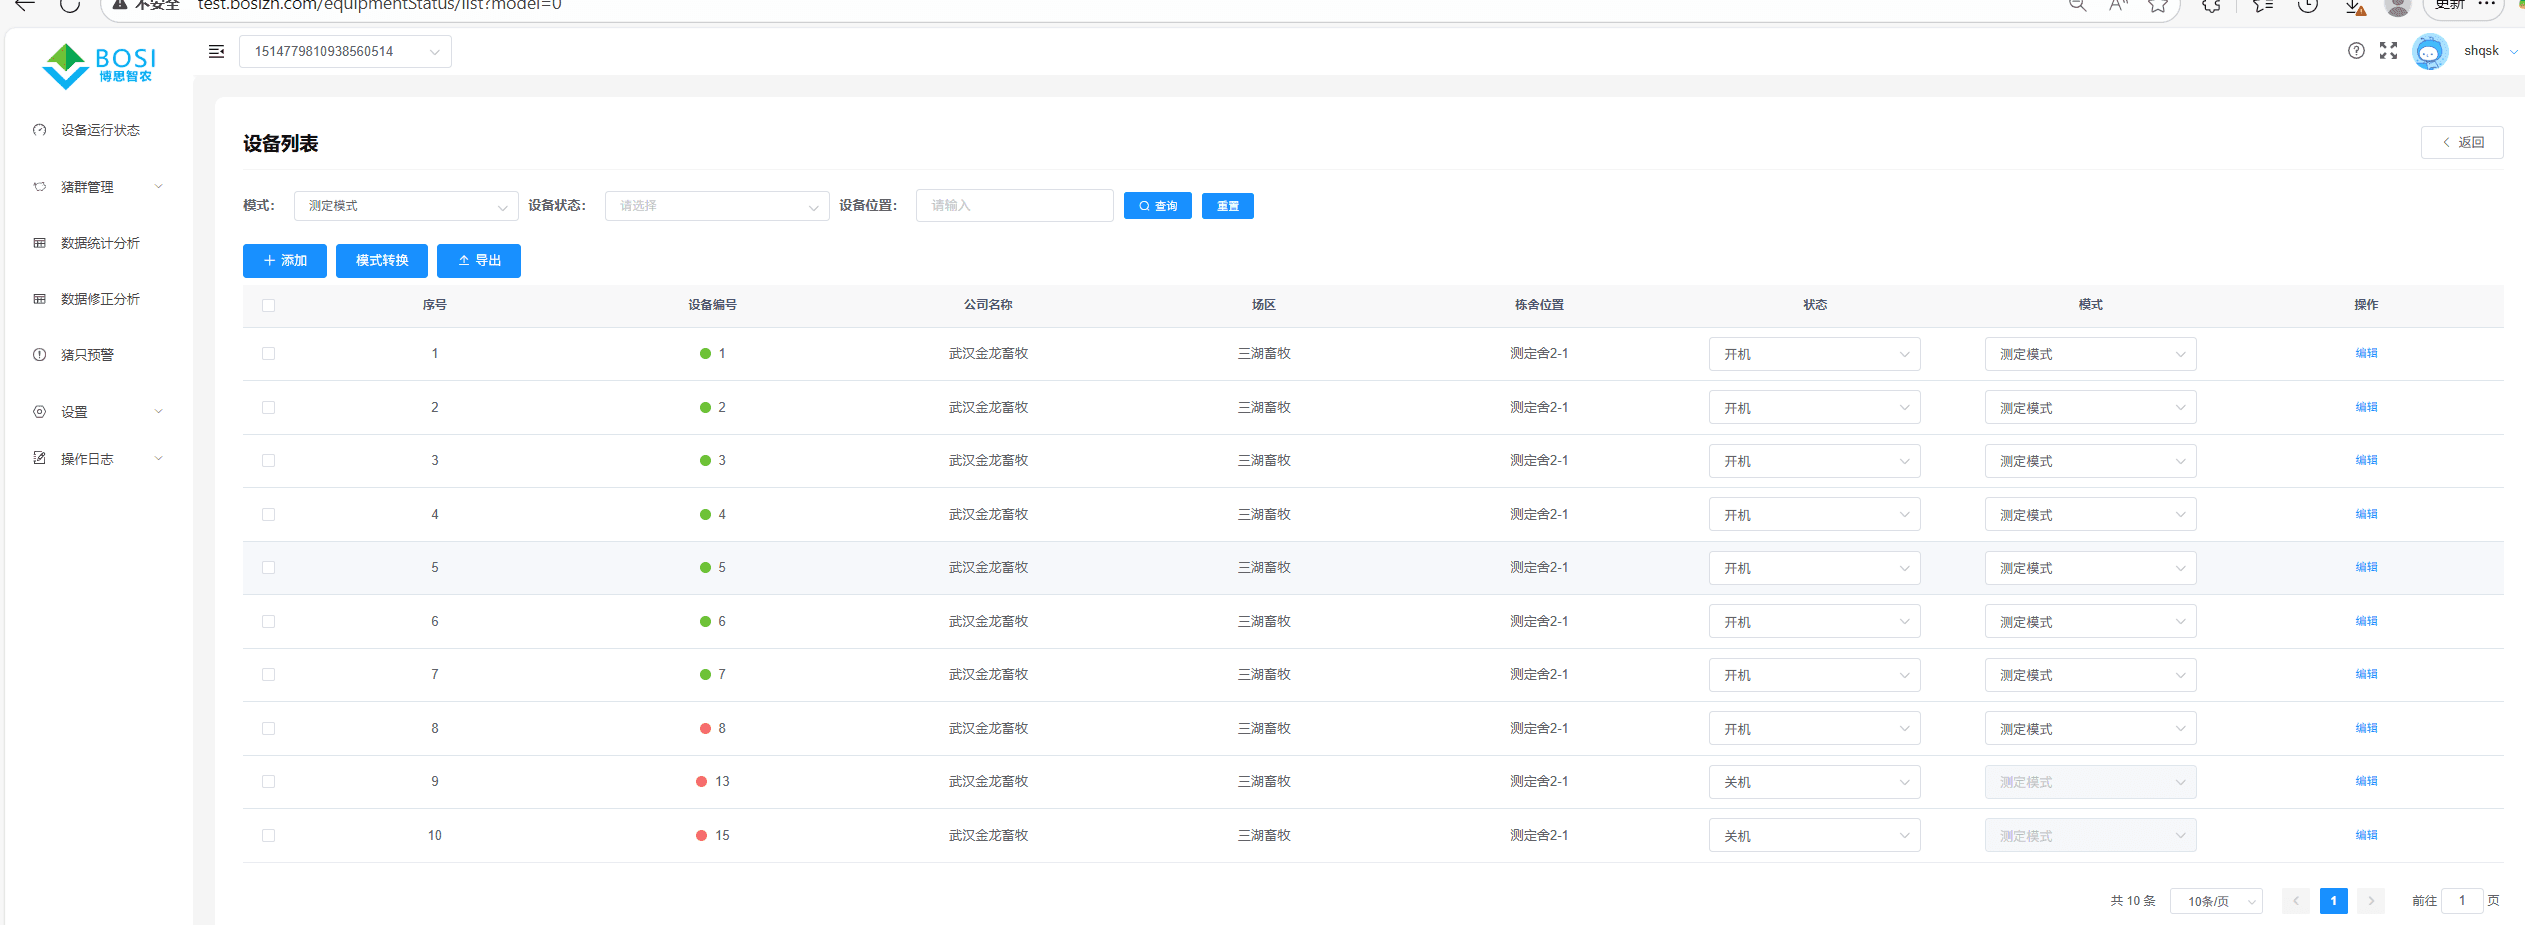 不安全 test.bosizh.com/equipmentStatus/list?model=0 更新
BOSI
博思智农
1514779810938560514
shqsk
设备运行状态
猪群管理
数据统计分析
数据修正分析
猪只预警
设置
操作日志
设备列表
返回
模式： 测定模式 设备状态： 请选择 设备位置： 请输入 查询 重置
添加 模式转换 导出
序号 设备编号 公司名称 场区 栋舍位置 状态 模式 操作
1 1 武汉金龙畜牧 三湖畜牧 测定舍2-1 开机 测定模式 编辑
2 2 武汉金龙畜牧 三湖畜牧 测定舍2-1 开机 测定模式 编辑
3 3 武汉金龙畜牧 三湖畜牧 测定舍2-1 开机 测定模式 编辑
4 4 武汉金龙畜牧 三湖畜牧 测定舍2-1 开机 测定模式 编辑
5 5 武汉金龙畜牧 三湖畜牧 测定舍2-1 开机 测定模式 编辑
6 6 武汉金龙畜牧 三湖畜牧 测定舍2-1 开机 测定模式 编辑
7 7 武汉金龙畜牧 三湖畜牧 测定舍2-1 开机 测定模式 编辑
8 8 武汉金龙畜牧 三湖畜牧 测定舍2-1 开机 测定模式 编辑
9 13 武汉金龙畜牧 三湖畜牧 测定舍2-1 关机 测定模式 编辑
10 15 武汉金龙畜牧 三湖畜牧 测定舍2-1 关机 测定模式 编辑
共 10 条 10条/页 1 前往 1 页